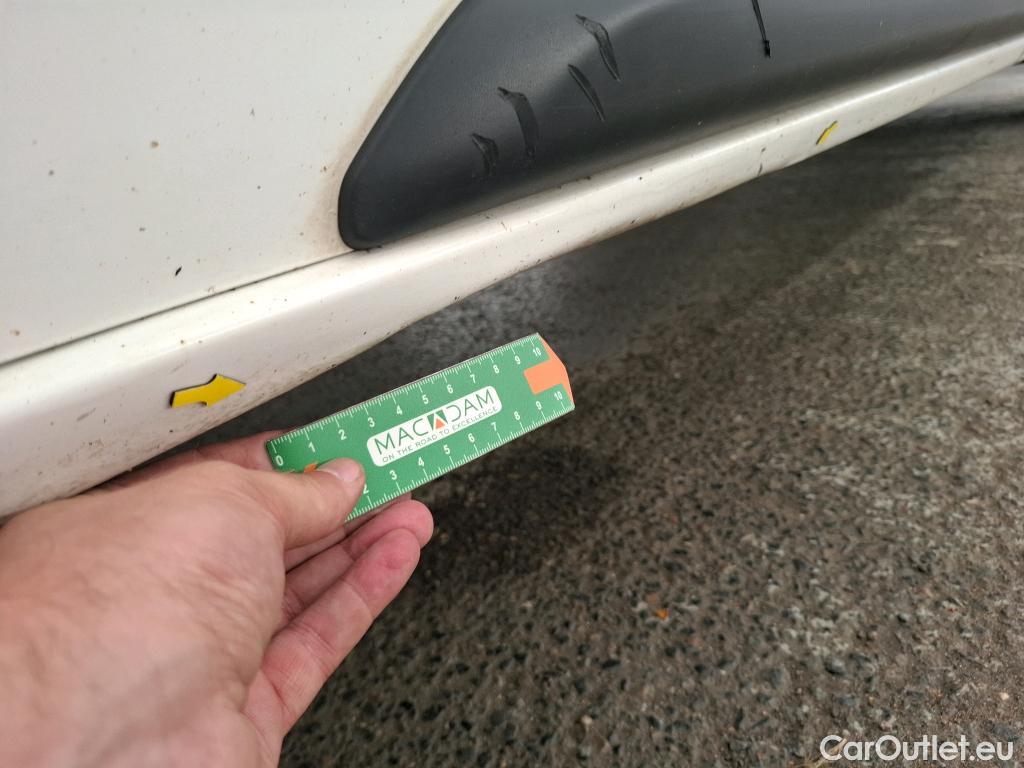 0 1 2 3 4 5 6 7 8 9 10
MACADAM
ON THE ROAD TO EXCELLENCE
2 3 4 5 6 7 8 9 10
CarOutlet.eu